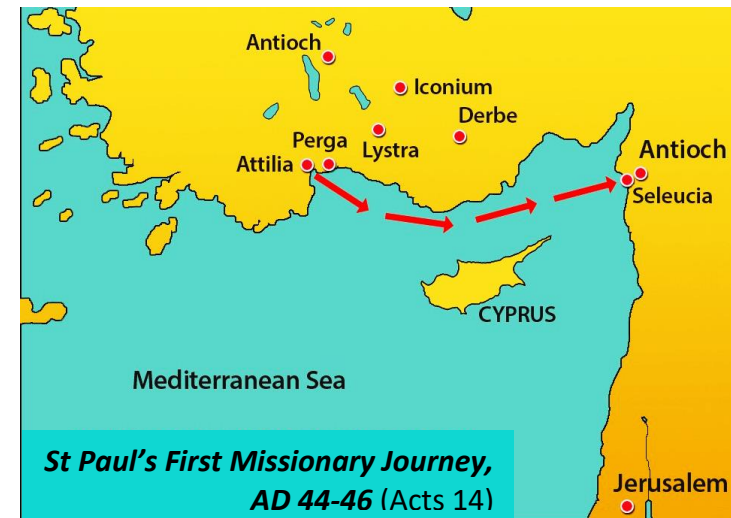 Antioch
Iconium
Derbe
Perga
Lystra
Attilia
Antioch
Seleucia
CYPRUS
Mediterranean Sea
St Paul’s First Missionary Journey,
AD 44-46 (Acts 14)
Jerusalem